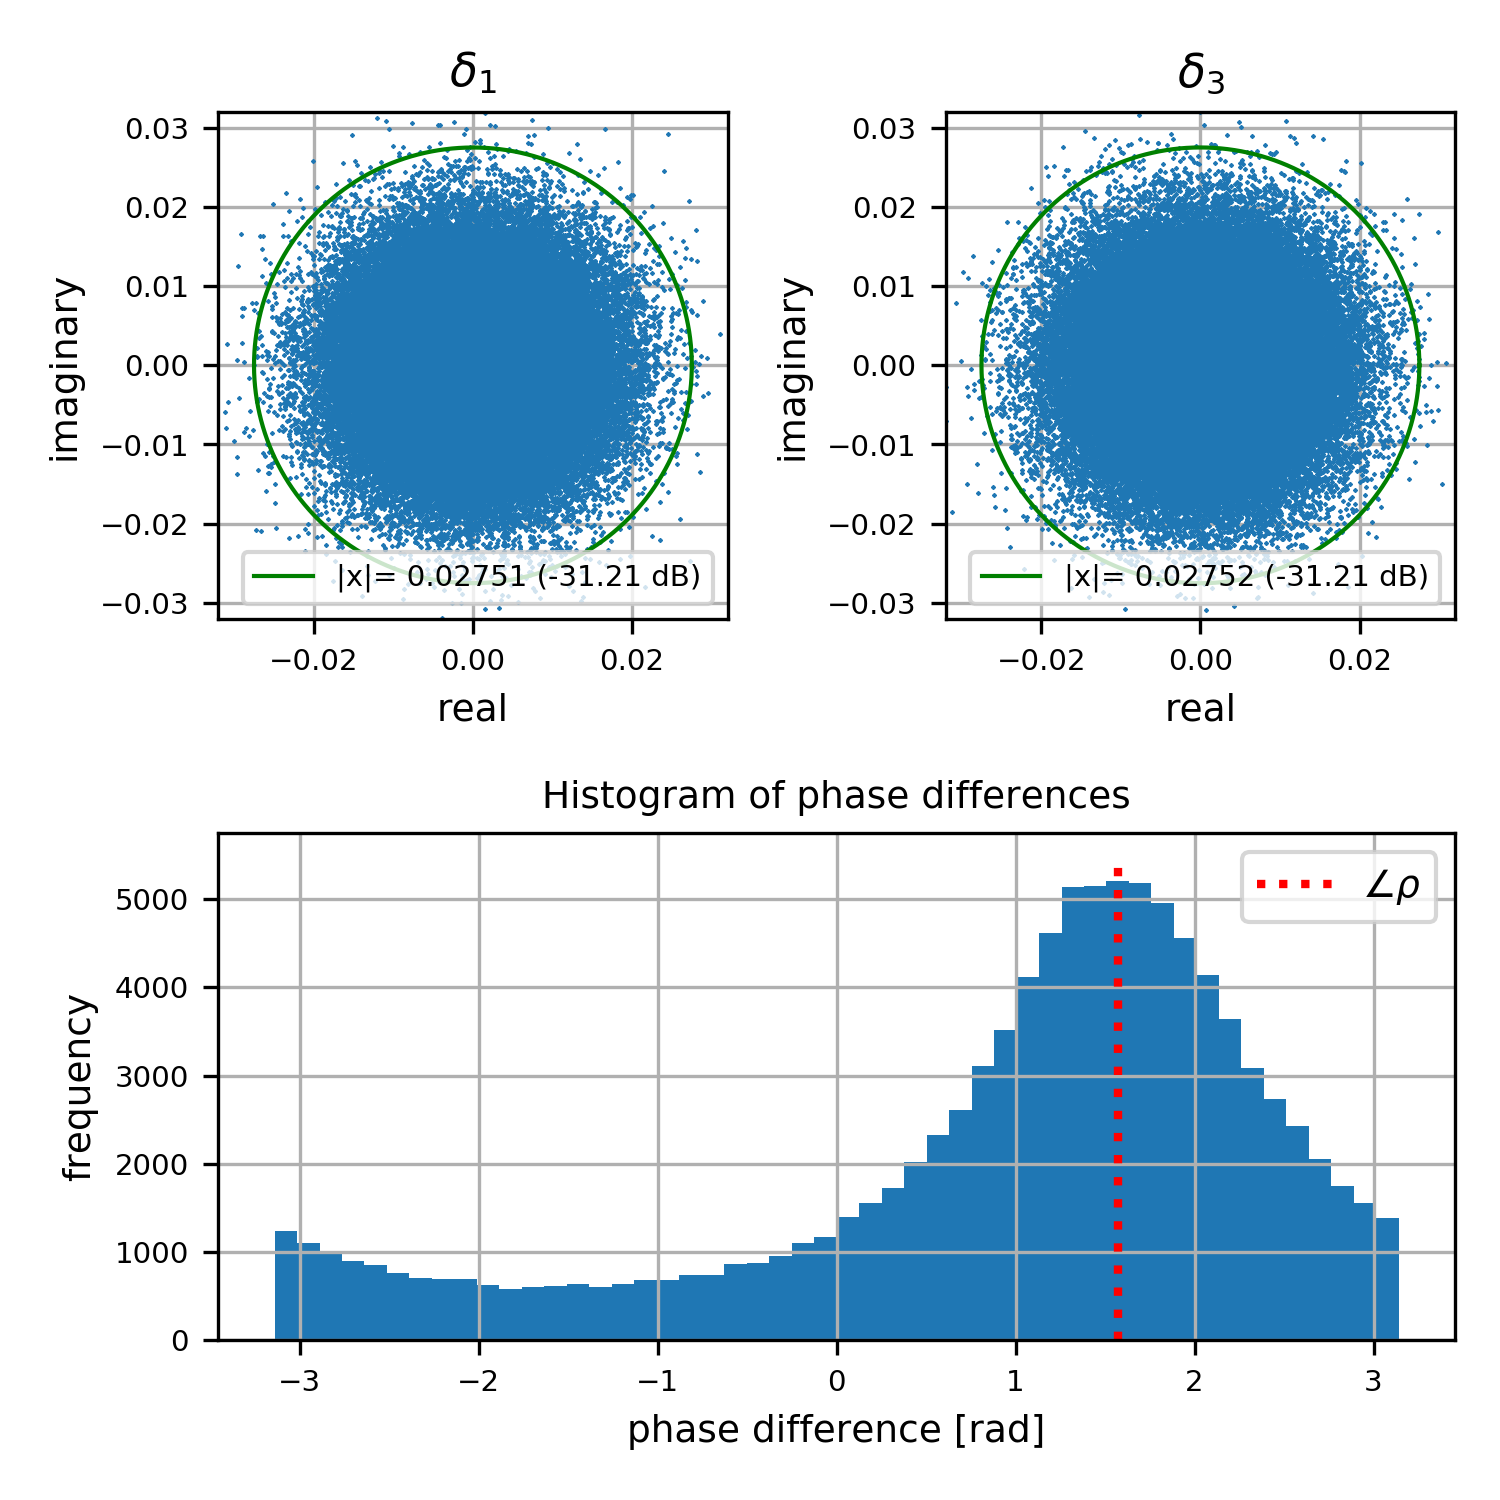 δ₁ δ₃
0.03 0.03
0.02 0.02
0.01 0.01
0.00 0.00
−0.01 −0.01
−0.02 −0.02
−0.03 −0.03
imaginary imaginary
|x|= 0.02751 (-31.21 dB) |x|= 0.02752 (-31.21 dB)
−0.02 0.00 0.02 −0.02 0.00 0.02
real real
Histogram of phase differences
∠ρ
5000
4000
3000
2000
1000
0
frequency
−3 −2 −1 0 1 2 3
phase difference [rad]